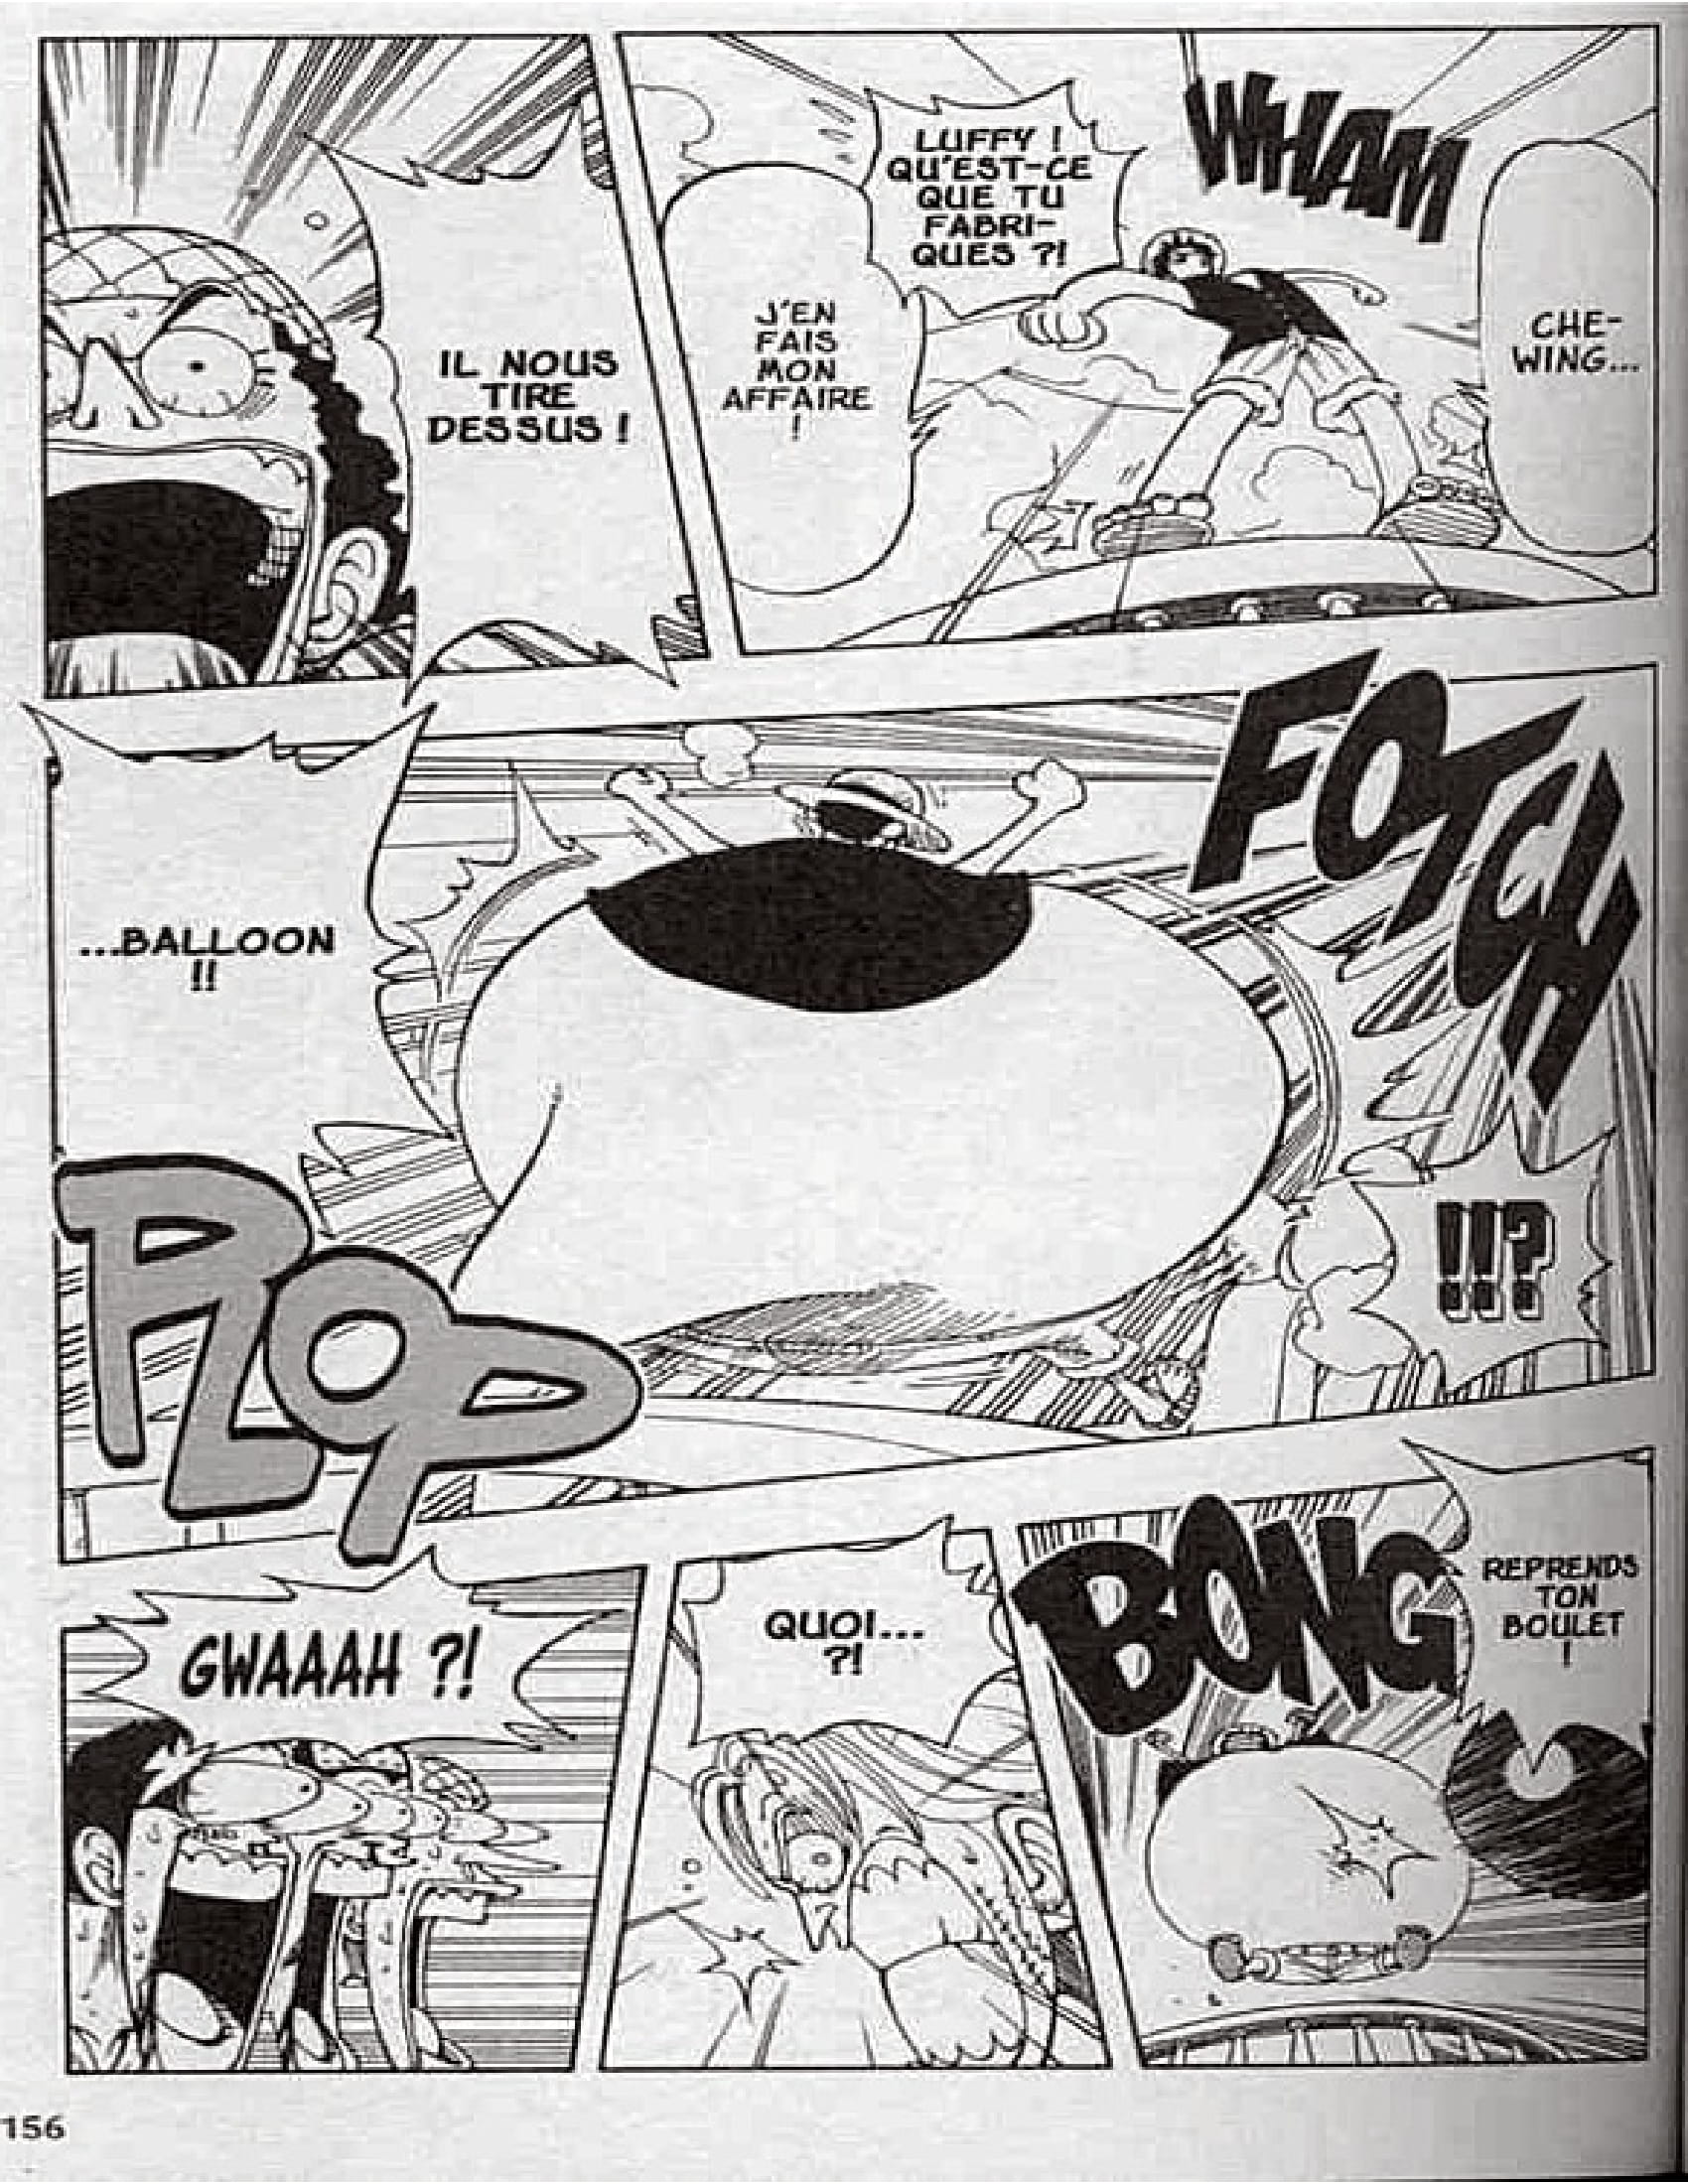 CHE-
WING...
WHAM
LUFFY !
QU'EST-CE
QUE TU
FABRI-
QUES ?!
J'EN
FAIS
MON
AFFAIRE
!
IL NOUS
TIRE
DESSUS !
FOTCH
!!?
...BALLOON
!!
PLOP
REPRENDS
TON
BOULET
!
BONG
QUOI...
?!
GWAAAH ?!
156